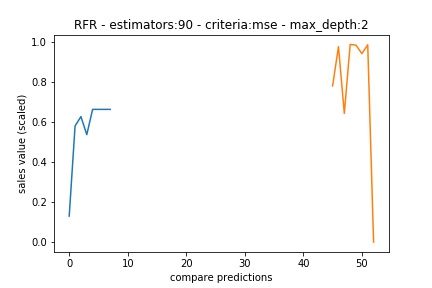 RFR - estimators:90 - criteria:mse - max_depth:2
sales value (scaled)
1.0
0.8
0.6
0.4
0.2
0.0
0 10 20 30 40 50
compare predictions